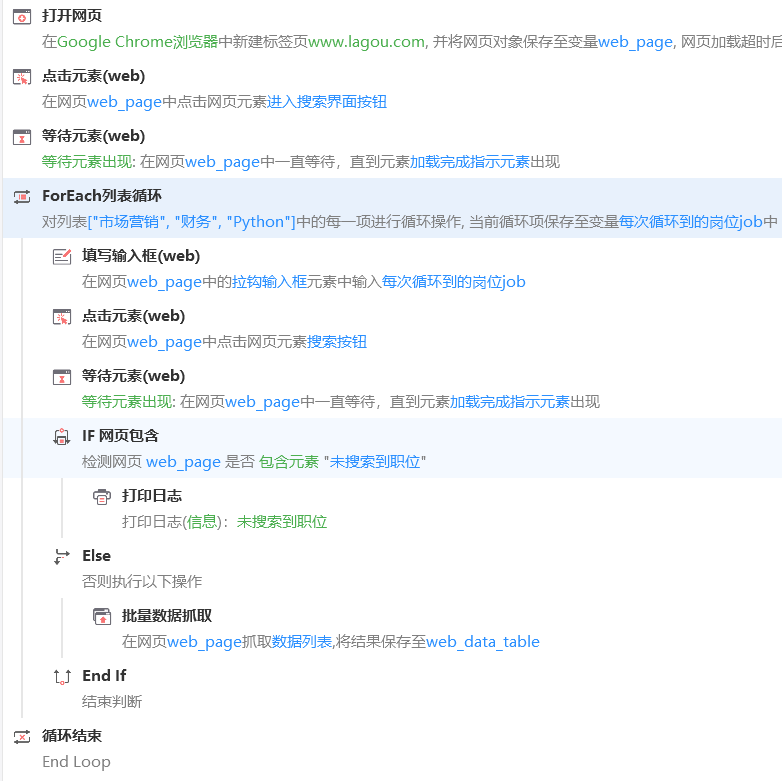 打开网页
在Google Chrome浏览器中新建标签页www.lagou.com, 并将网页对象保存至变量web_page, 网页加载超时后
点击元素(web)
在网页web_page中点击网页元素进入搜索界面按钮
等待元素(web)
等待元素出现: 在网页web_page中一直等待，直到元素加载完成指示元素出现
ForEach列表循环
对列表["市场营销", "财务", "Python"]中的每一项进行循环操作, 当前循环项保存至变量每次循环到的岗位job中
填写输入框(web)
在网页web_page中的拉钩输入框元素中输入每次循环到的岗位job
点击元素(web)
在网页web_page中点击网页元素搜索按钮
等待元素(web)
等待元素出现: 在网页web_page中一直等待，直到元素加载完成指示元素出现
IF 网页包含
检测网页 web_page 是否 包含元素 "未搜索到职位"
打印日志
打印日志(信息)：未搜索到职位
Else
否则执行以下操作
批量数据抓取
在网页web_page抓取数据列表,将结果保存至web_data_table
End If
结束判断
循环结束
End Loop